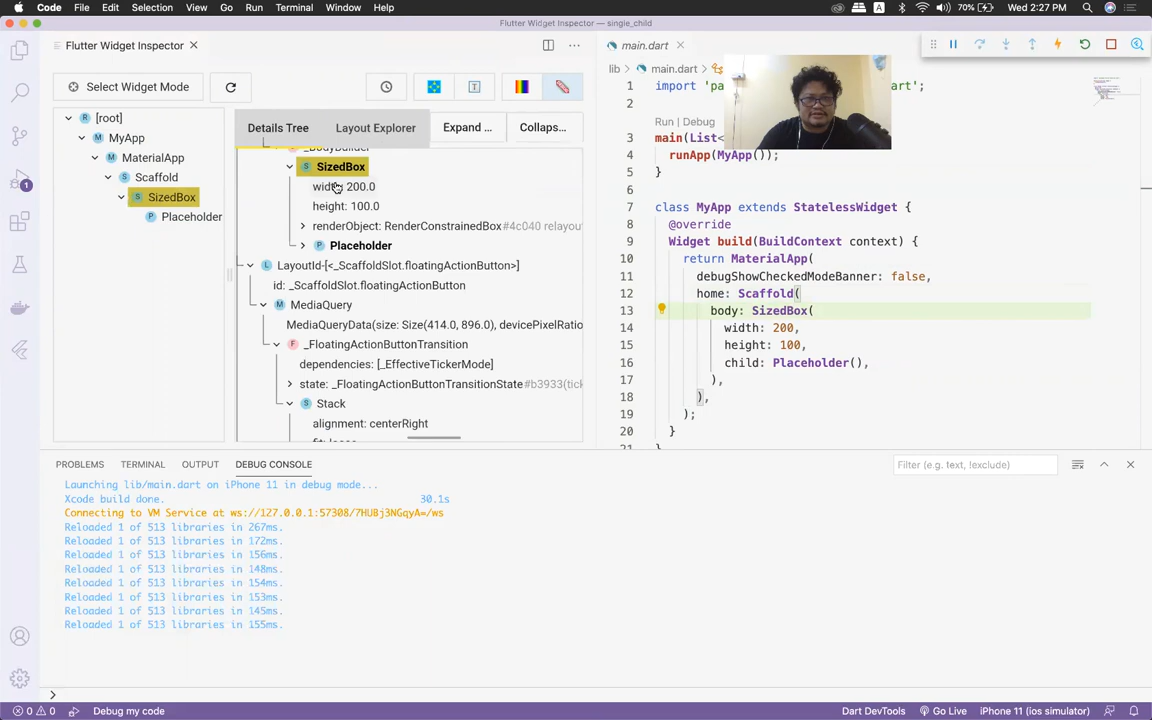 Code File Edit Selection View Go Run Terminal Window Help
A 70% Wed 2:27 PM
Flutter Widget Inspector — single_child
Flutter Widget Inspector
Select Widget Mode
[root]
MyApp
MaterialApp
Scaffold
SizedBox
Placeholder
Details Tree Layout Explorer Expand ... Collaps...
_BodyBuilder
SizedBox
width: 200.0
height: 100.0
renderObject: RenderConstrainedBox#4c040 relayou
Placeholder
LayoutId-[<_ScaffoldSlot.floatingActionButton>]
id: _ScaffoldSlot.floatingActionButton
MediaQuery
MediaQueryData(size: Size(414.0, 896.0), devicePixelRatio
_FloatingActionButtonTransition
dependencies: [_EffectiveTickerMode]
state: _FloatingActionButtonTransitionState#b3933(tick
Stack
alignment: centerRight
main.dart
lib main.dart
1 import 'pa art';
2
Run | Debug
3 main(List<
4 runApp(MyApp());
5 }
6
7 class MyApp extends StatelessWidget {
8 @override
9 Widget build(BuildContext context) {
10 return MaterialApp(
11 debugShowCheckedModeBanner: false,
12 home: Scaffold(
13 body: SizedBox(
14 width: 200,
15 height: 100,
16 child: Placeholder(),
17 ),
18 ),
19 );
20 }
21 }
PROBLEMS TERMINAL OUTPUT DEBUG CONSOLE
Filter (e.g. text, !exclude)
Launching lib/main.dart on iPhone 11 in debug mode...
Xcode build done. 30.1s
Connecting to VM Service at ws://127.0.0.1:57308/7HUBj3NGqyA=/ws
Reloaded 1 of 513 libraries in 267ms.
Reloaded 1 of 513 libraries in 172ms.
Reloaded 1 of 513 libraries in 156ms.
Reloaded 1 of 513 libraries in 148ms.
Reloaded 1 of 513 libraries in 154ms.
Reloaded 1 of 513 libraries in 153ms.
Reloaded 1 of 513 libraries in 145ms.
Reloaded 1 of 513 libraries in 155ms.
0 0 Debug my code Dart DevTools Go Live iPhone 11 (ios simulator)